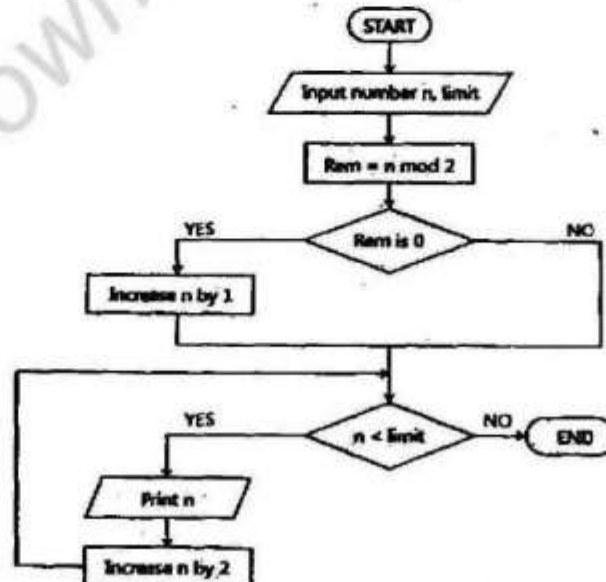 START
Input number n, limit
Rem = n mod 2
YES
Rem is 0
NO
Increase n by 1
YES
n < limit
NO
END
Print n
Increase n by 2